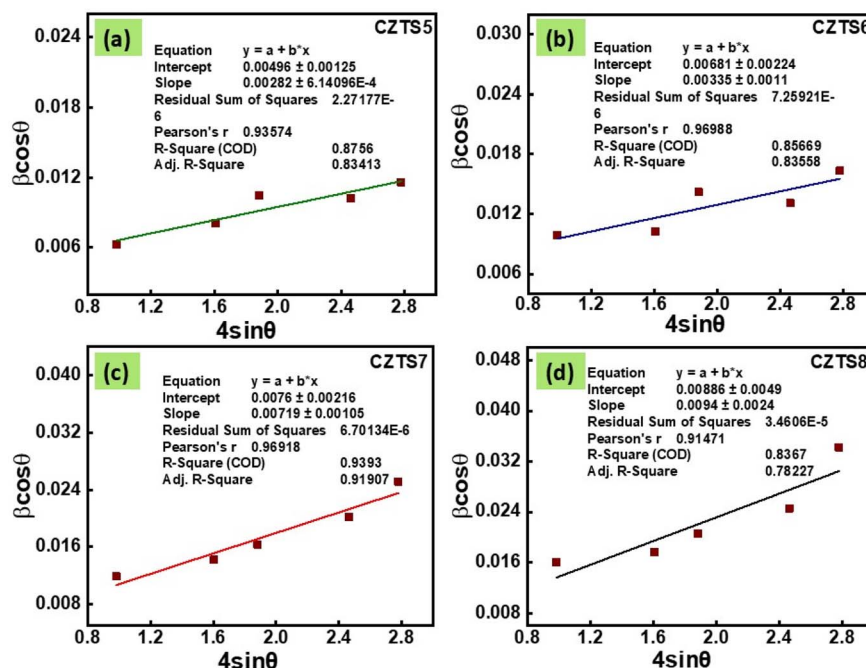 (a)
CZTS5
Equation y = a + b*x
Intercept 0.00496 ± 0.00125
Slope 0.00282 ± 6.14096E-4
Residual Sum of Squares 2.27177E-
6
Pearson's r 0.93574
R-Square (COD) 0.8756
Adj. R-Square 0.83413
0.024
0.018
0.012
0.006
βcosθ
0.8 1.2 1.6 2.0 2.4 2.8
4sinθ
(b)
CZTS6
Equation y = a + b*x
Intercept 0.00681 ± 0.00224
Slope 0.00335 ± 0.0011
Residual Sum of Squares 7.25921E-
6
Pearson's r 0.96988
R-Square (COD) 0.85669
Adj. R-Square 0.83558
0.030
0.024
0.018
0.012
0.006
βcosθ
0.8 1.2 1.6 2.0 2.4 2.8
4sinθ
(c)
CZTS7
Equation y = a + b*x
Intercept 0.0076 ± 0.00216
Slope 0.00719 ± 0.00105
Residual Sum of Squares 6.70134E-6
Pearson's r 0.96918
R-Square (COD) 0.9393
Adj. R-Square 0.91907
0.040
0.032
0.024
0.016
0.008
βcosθ
0.8 1.2 1.6 2.0 2.4 2.8
4sinθ
(d)
CZTS8
Equation y = a + b*x
Intercept 0.00886 ± 0.0049
Slope 0.0094 ± 0.0024
Residual Sum of Squares 3.4606E-5
Pearson's r 0.91471
R-Square (COD) 0.8367
Adj. R-Square 0.78227
0.048
0.040
0.032
0.024
0.016
0.008
βcosθ
0.8 1.2 1.6 2.0 2.4 2.8
4sinθ